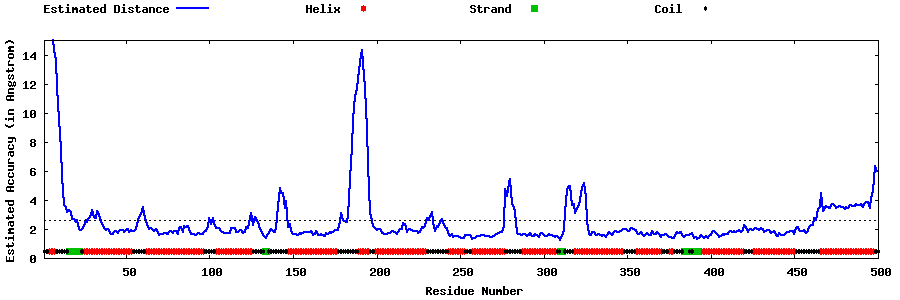 Estimated Distance Helix Strand Coil
Estimated Accuracy (in Angstrom)
14
12
10
8
6
4
2
0
50 100 150 200 250 300 350 400 450 500
Residue Number